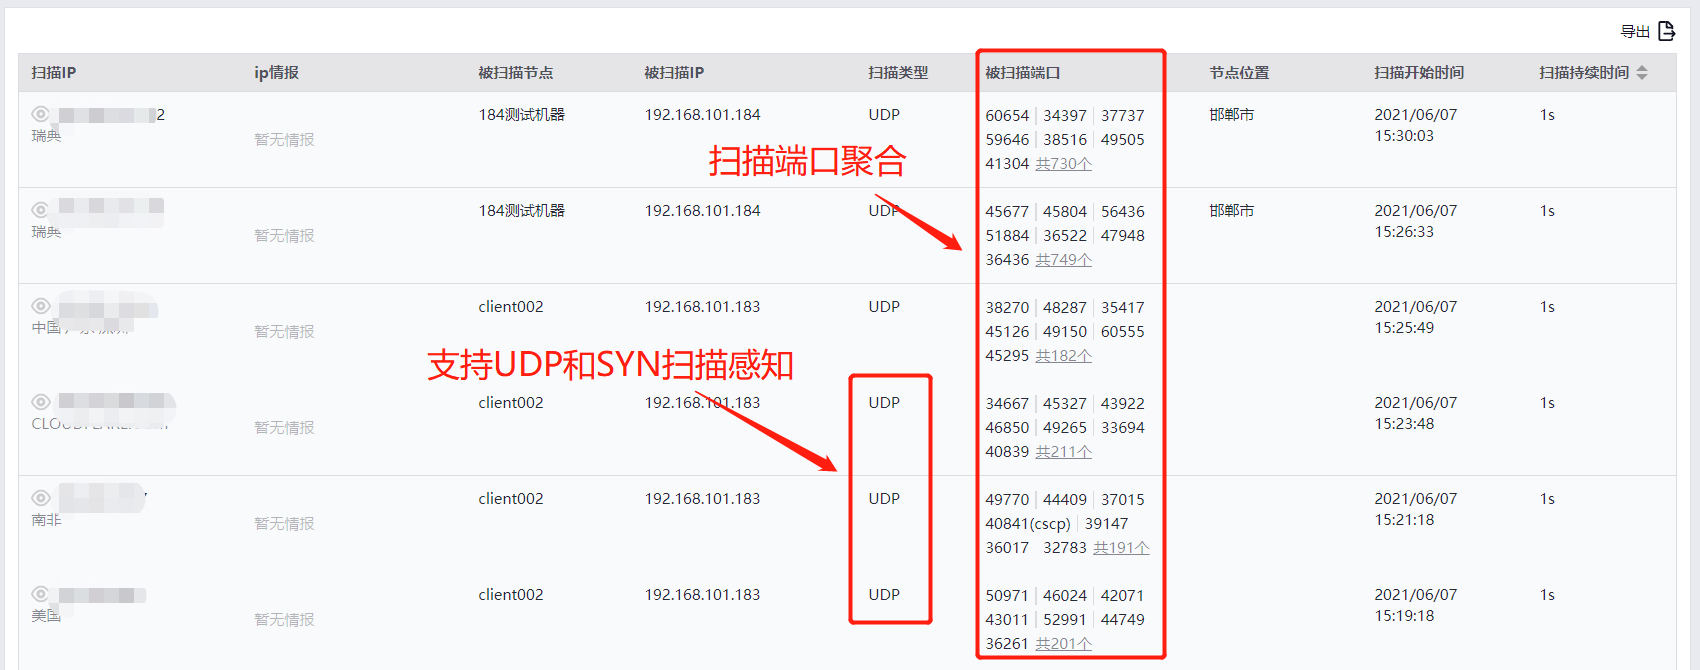 导出
扫描IP ip情报 被扫描节点 被扫描IP 扫描类型 被扫描端口 节点位置 扫描开始时间 扫描持续时间
2 184测试机器 192.168.101.184 UDP 60654 34397 37737 邯郸市 2021/06/07 1s
瑞典 暂无情报 59646 38516 49505 15:30:03
41304 共730个
扫描端口聚合
184测试机器 192.168.101.184 UDP 45677 45804 56436 邯郸市 2021/06/07 1s
瑞典 暂无情报 51884 36522 47948 15:26:33
36436 共749个
client002 192.168.101.183 UDP 38270 48287 35417 2021/06/07 1s
中国 暂无情报 45126 49150 60555 15:25:49
45295 共182个
支持UDP和SYN扫描感知
client002 192.168.101.183 UDP 34667 45327 43922 2021/06/07 1s
暂无情报 46850 49265 33694 15:23:48
40839 共211个
client002 192.168.101.183 UDP 49770 44409 37015 2021/06/07 1s
南非 暂无情报 40841(cscp) 39147 15:21:18
36017 32783 共191个
client002 192.168.101.183 UDP 50971 46024 42071 2021/06/07 1s
美国 暂无情报 43011 52991 44749 15:19:18
36261 共201个